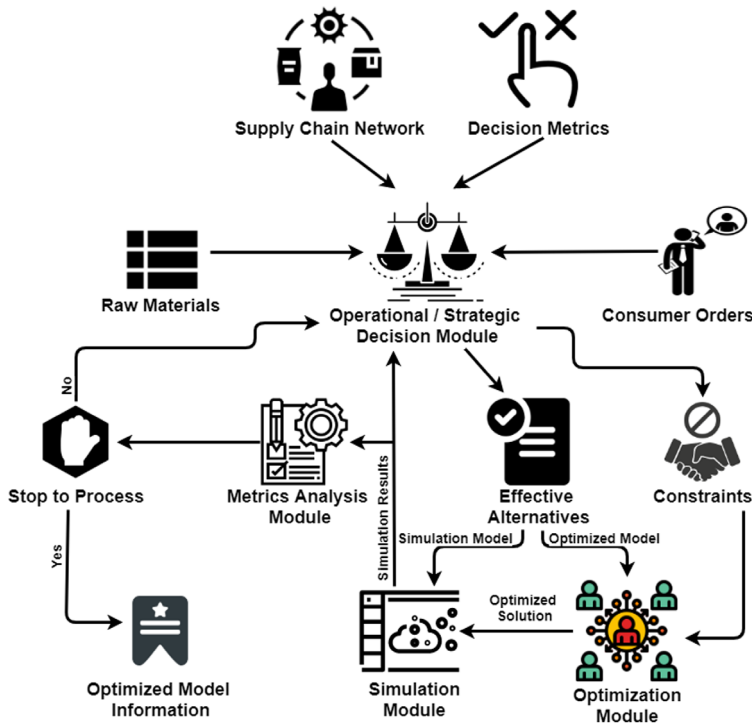 Supply Chain Network
Decision Metrics
Raw Materials
Operational / Strategic
Decision Module
Consumer Orders
No
Stop to Process
Metrics Analysis
Module
Simulation Results
Effective
Alternatives
Constraints
Simulation Model
Optimized Model
Yes
Optimized
Solution
Optimized Model
Information
Simulation
Module
Optimization Module